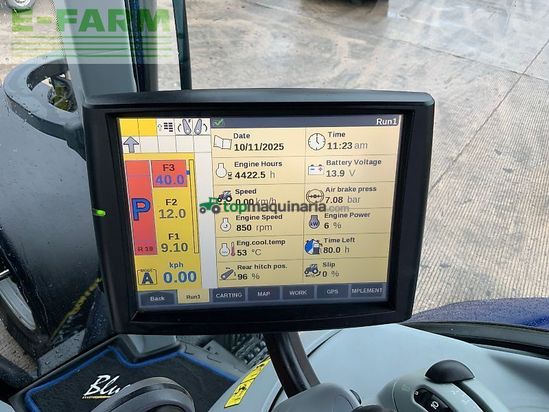 E-FARM
Run1
Date
10/11/2025
Time
11:23 am
Engine Hours
4422.5 h
Battery Voltage
13.9 V
Speed
0.00 km/h
Air brake press
7.08 bar
Engine Speed
850 rpm
Engine Power
6 %
Eng.cool.temp
53 °C
Time Left
80.0 h
Rear hitch pos.
96 %
Slip
0 %
F3
40.0
F2
12.0
F1
9.10
P
R 19
kph
MODE
A 0.00
Back
Run1
CARTING
MAP
WORK
GPS
IMPLEMENT
topmaquinaria.com
Blu